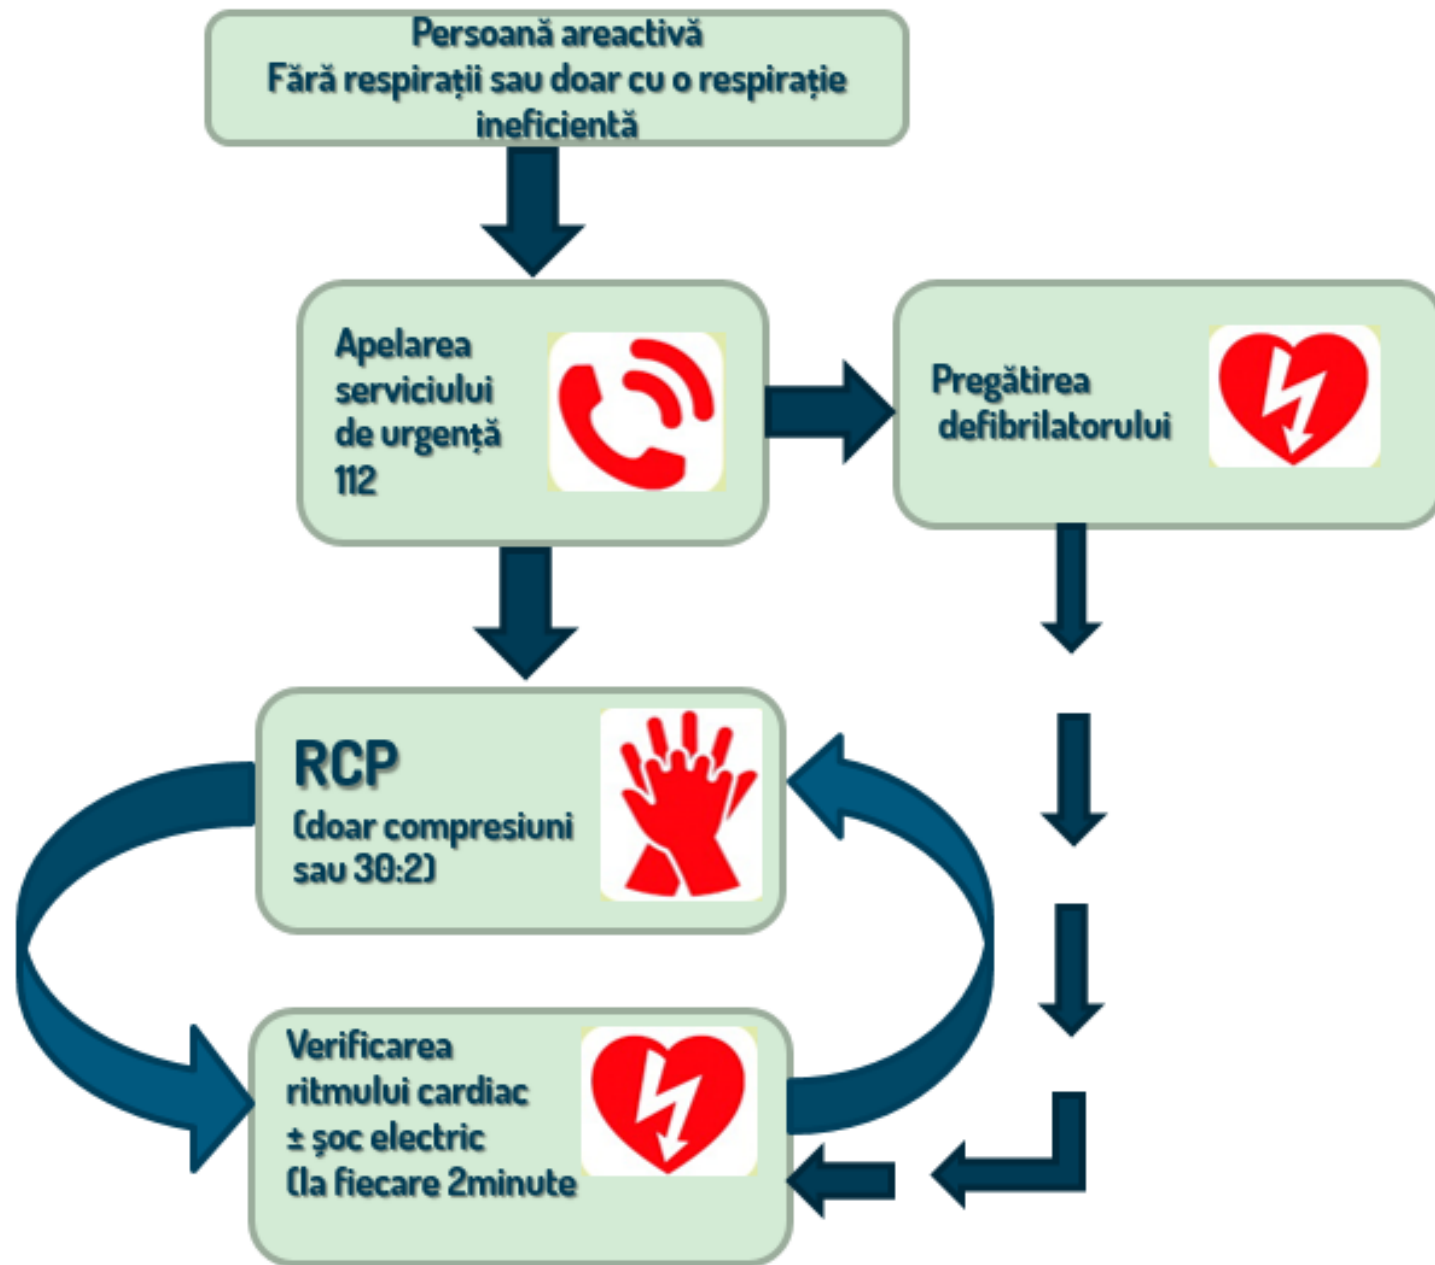 Persoană areactivă
Fără respirații sau doar cu o respirație
ineficientă
Apelarea
serviciului
de urgență
112
Pregătirea
defibrilatorului
RCP
(doar compresiuni
sau 30:2)
Verificarea
ritmului cardiac
± șoc electric
(la fiecare 2minute